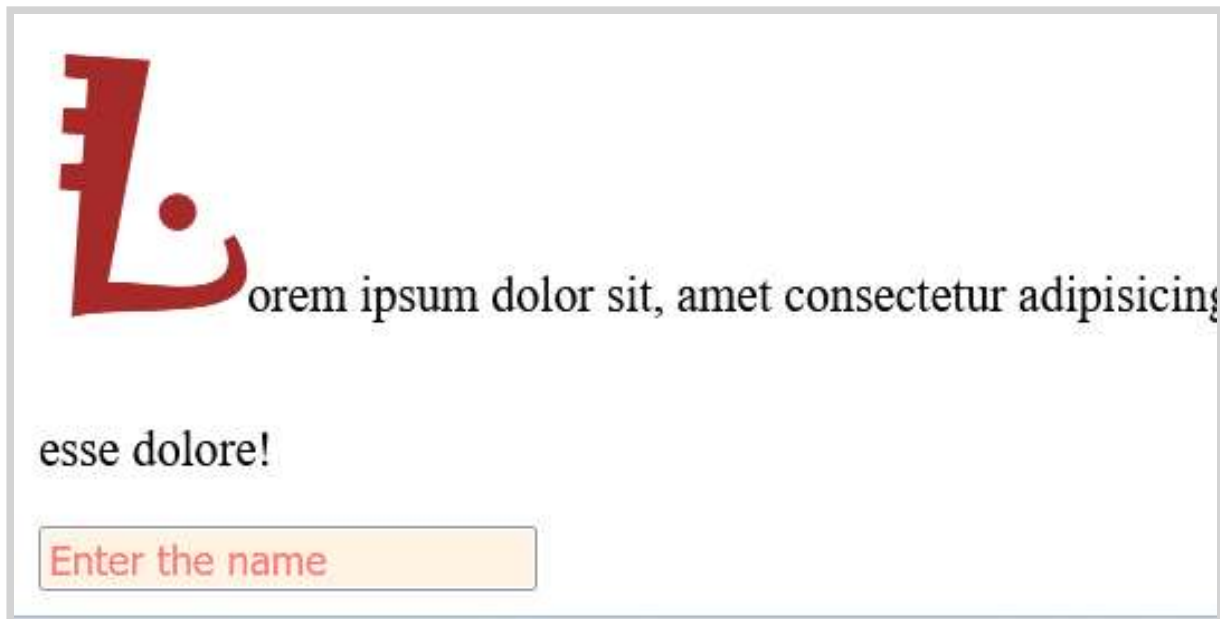 Lorem ipsum dolor sit, amet consectetur adipisicing
esse dolore!
Enter the name